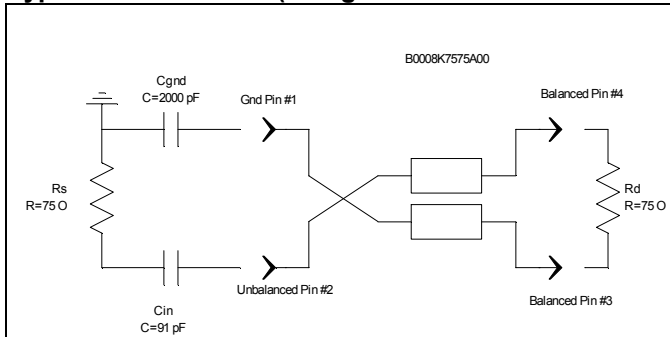 B0008K7575A00
Cgnd
C=2000 pF
Gnd Pin #1
Balanced Pin #4
Rs
R=75 O
Rd
R=75 O
Unbalanced Pin #2
Balanced Pin #3
Cin
C=91 pF